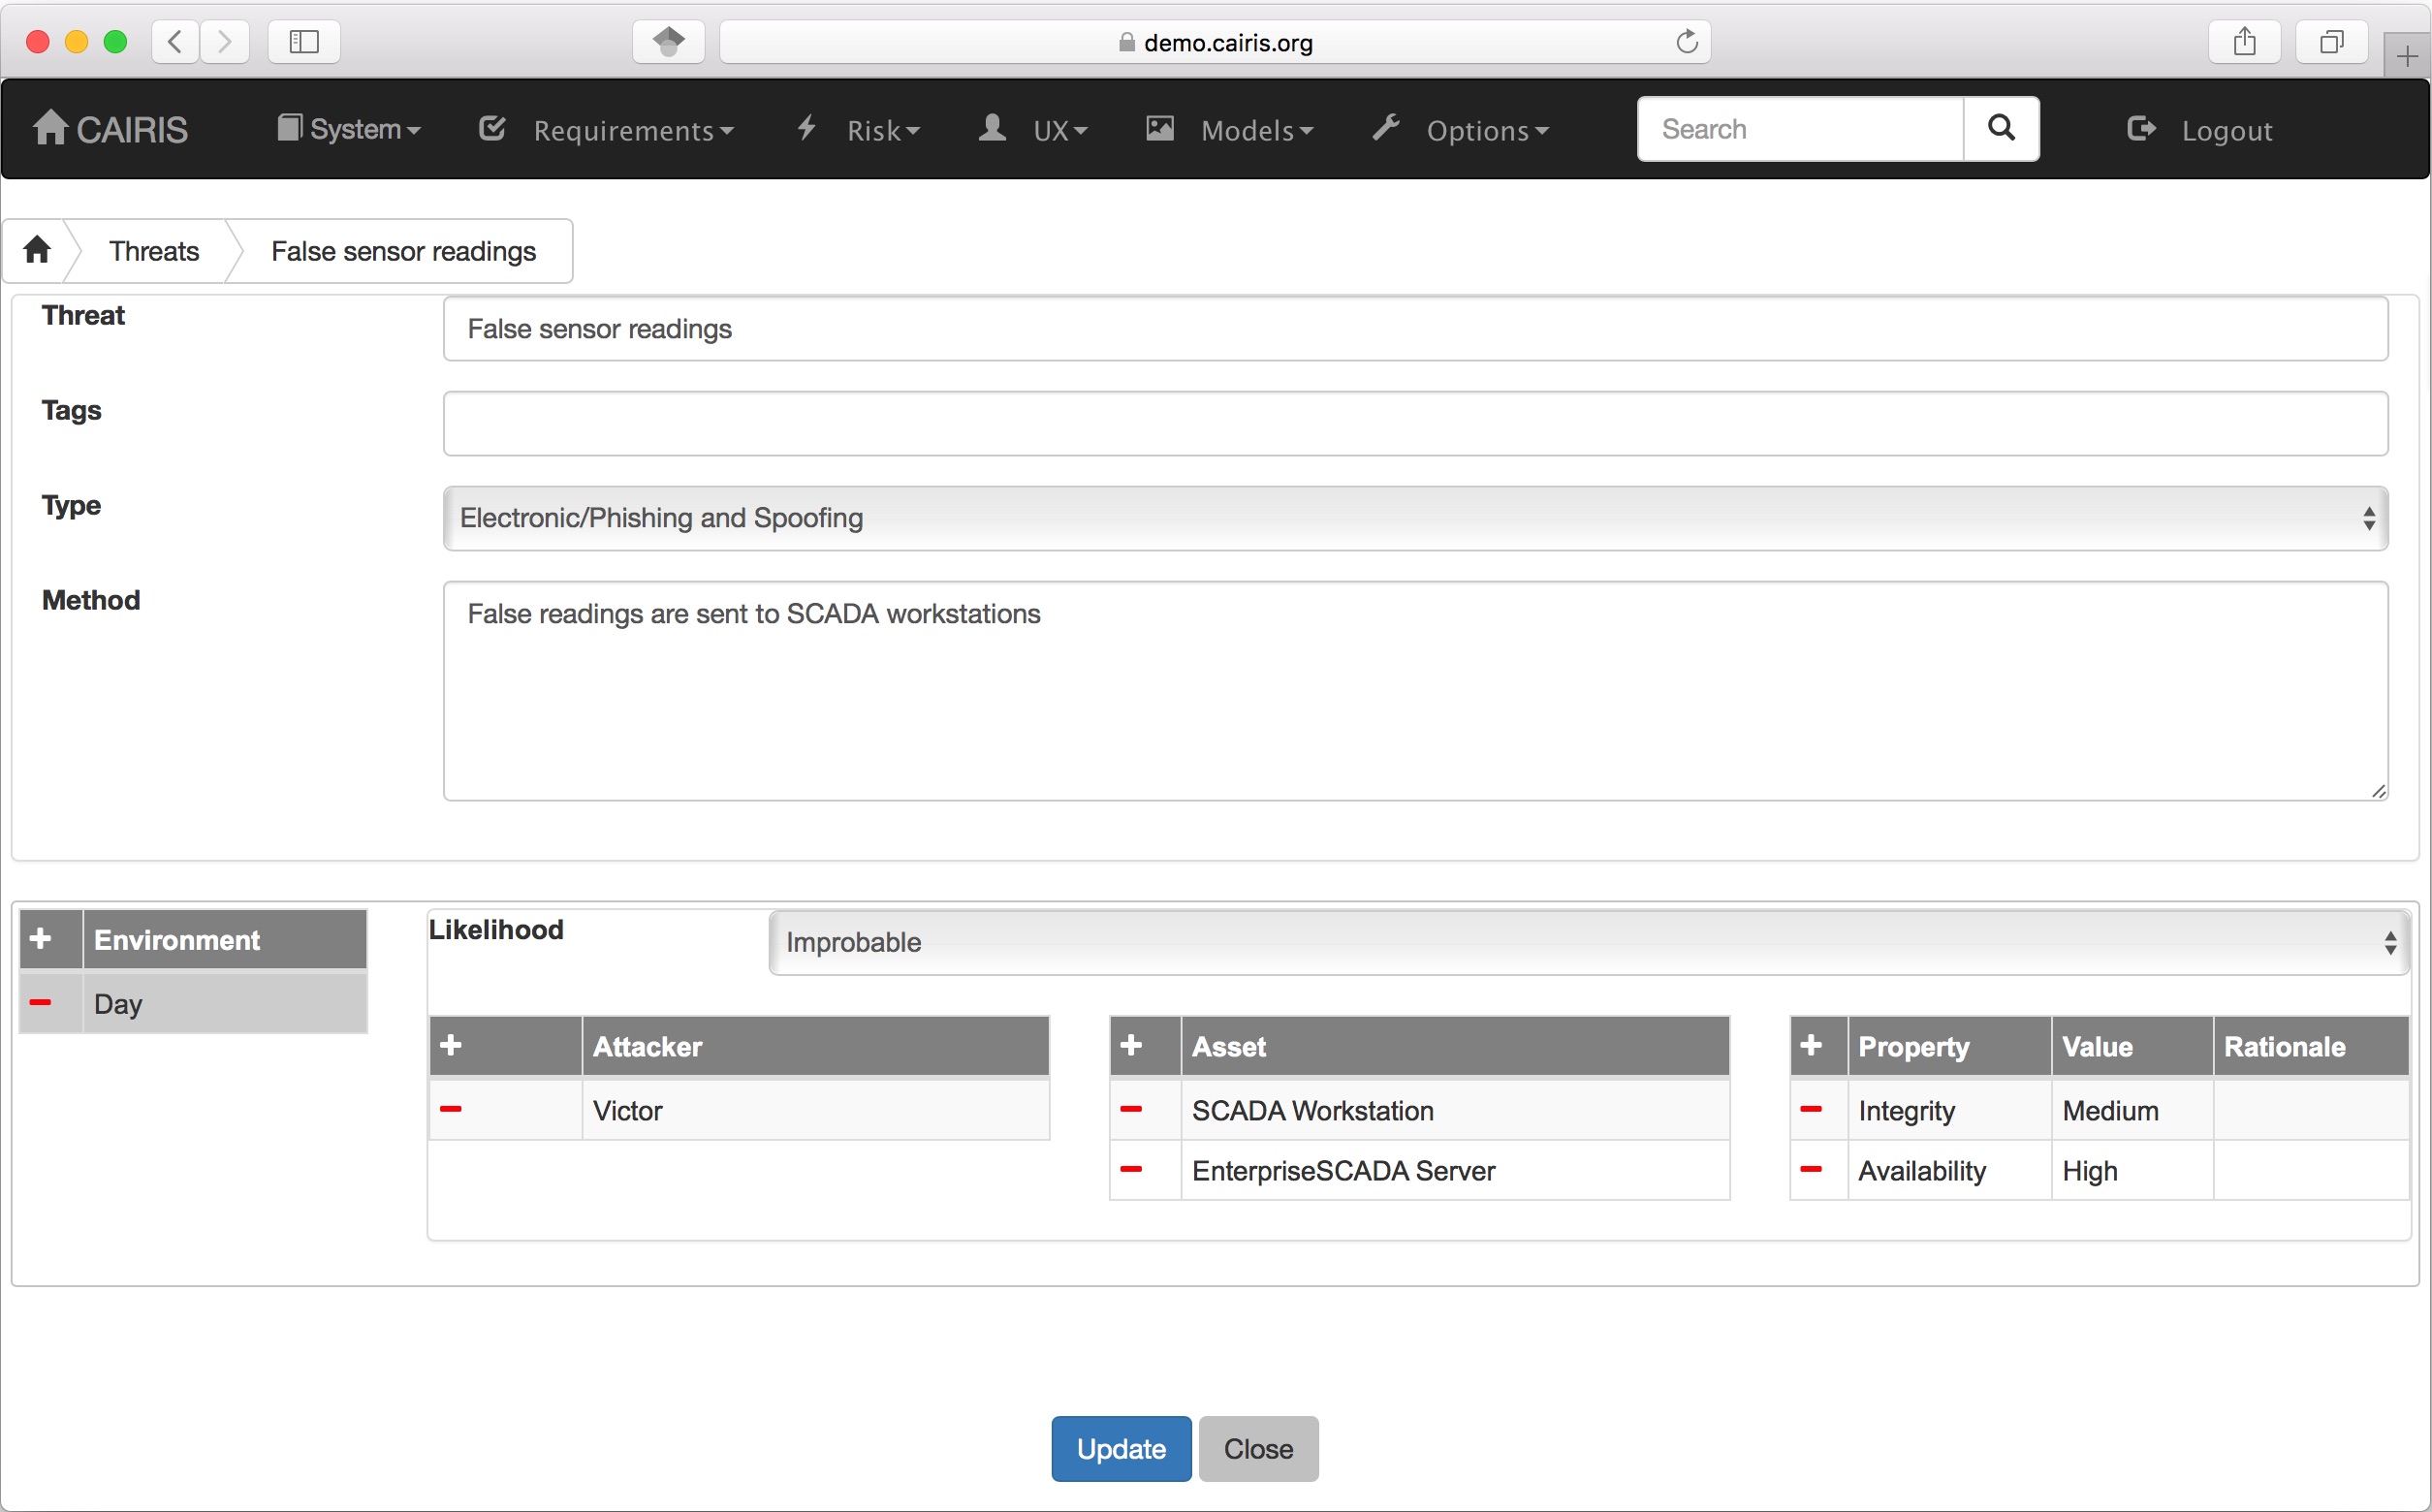 demo.cairis.org
CAIRIS System Requirements Risk UX Models Options Search Logout
Threats False sensor readings
Threat False sensor readings
Tags
Type Electronic/Phishing and Spoofing
Method False readings are sent to SCADA workstations
Environment Likelihood Improbable
Day
Attacker Asset Property Value Rationale
Victor SCADA Workstation Integrity Medium
EnterpriseSCADA Server Availability High
Update Close